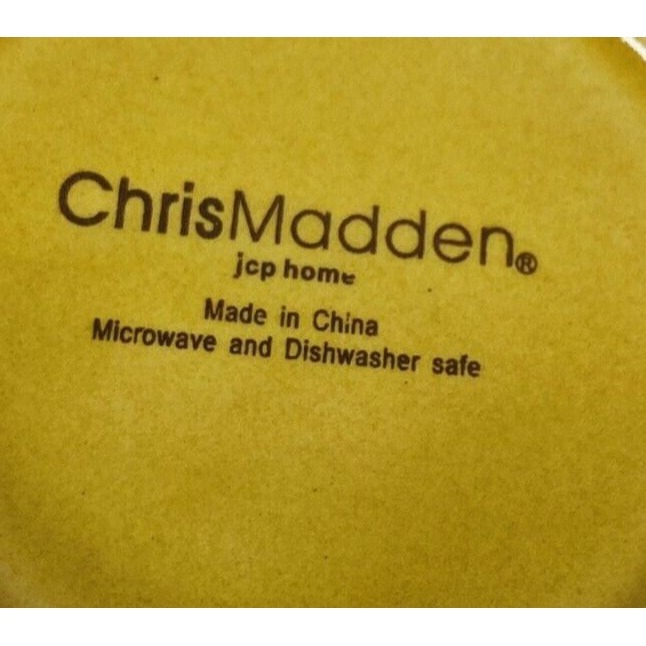 ChrisMadden®
jcp home
Made in China
Microwave and Dishwasher safe